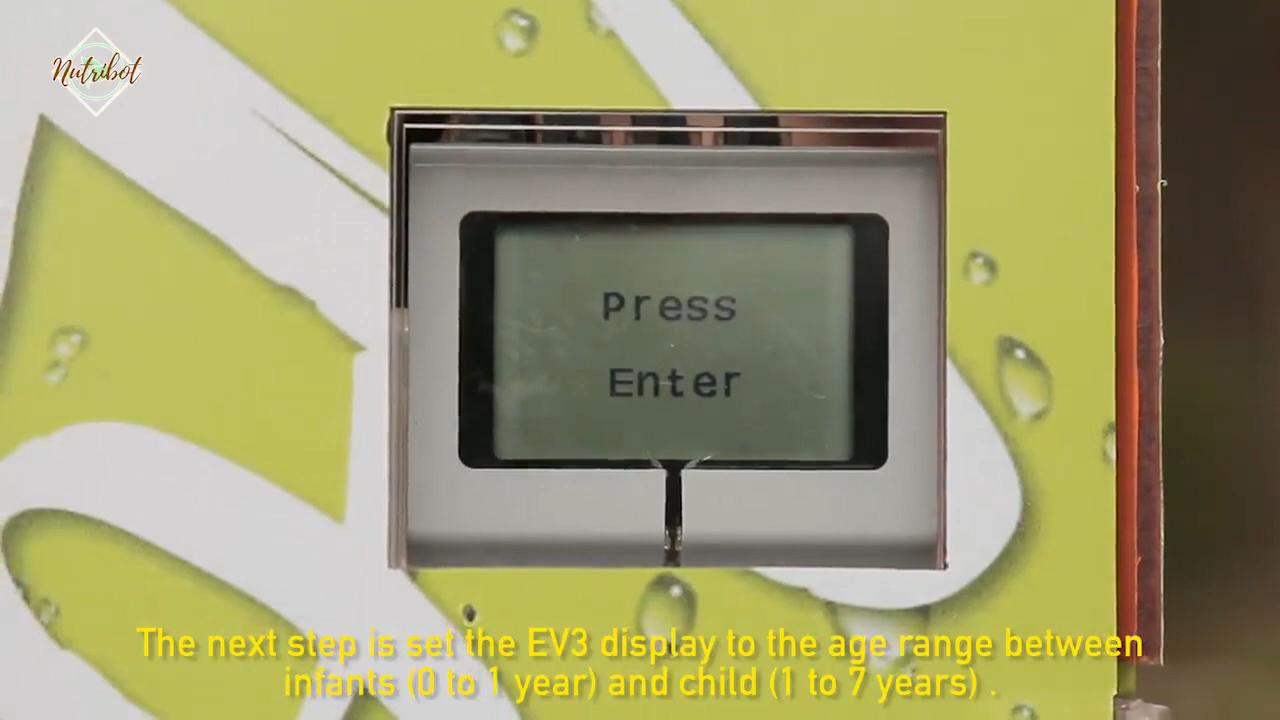 Nutribot
Press
Enter
The next step is set the EV3 display to the age range between
infants (0 to 1 year) and child (1 to 7 years) .